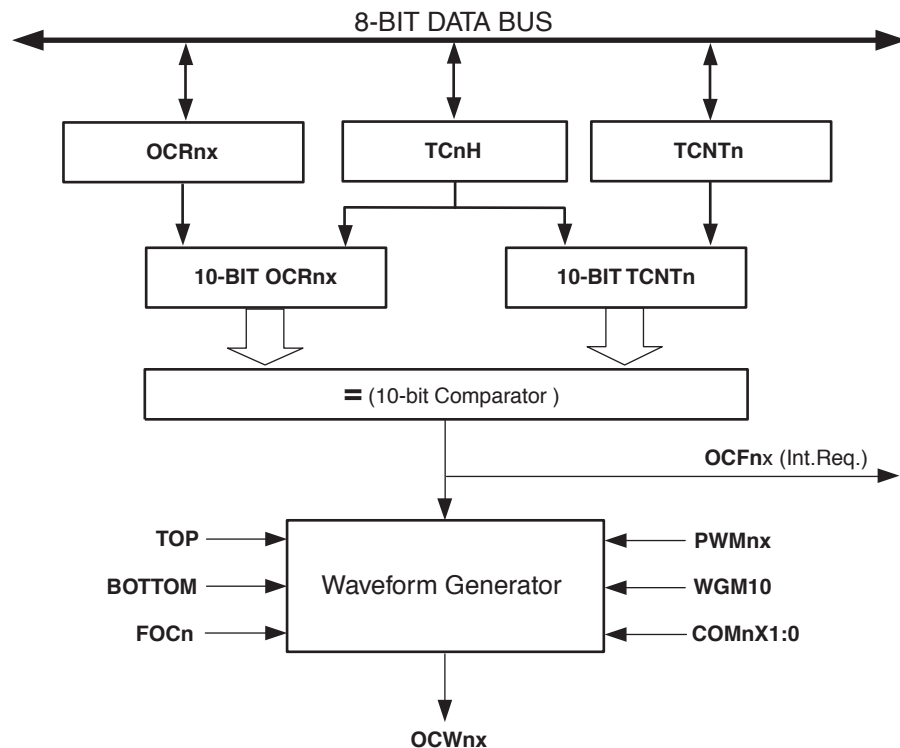 8-BIT DATA BUS
OCRnx
TCnH
TCNTn
10-BIT OCRnx
10-BIT TCNTn
= (10-bit Comparator )
OCFnx (Int.Req.)
TOP
PWMnx
BOTTOM
Waveform Generator
WGM10
FOCn
COMnX1:0
OCWnx